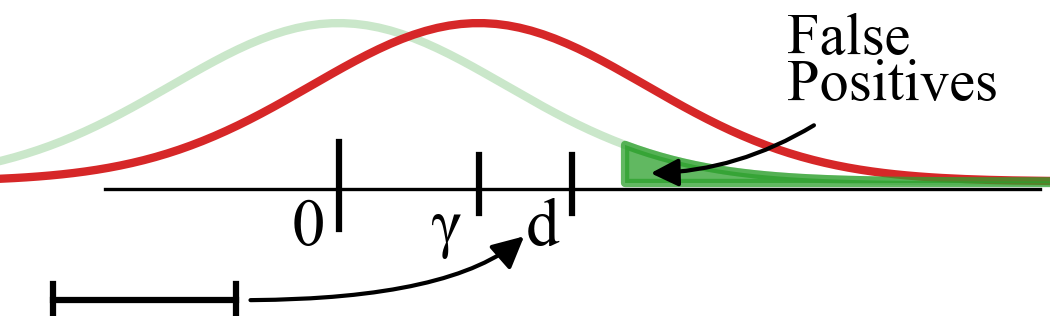 False
Positives
0 γ d